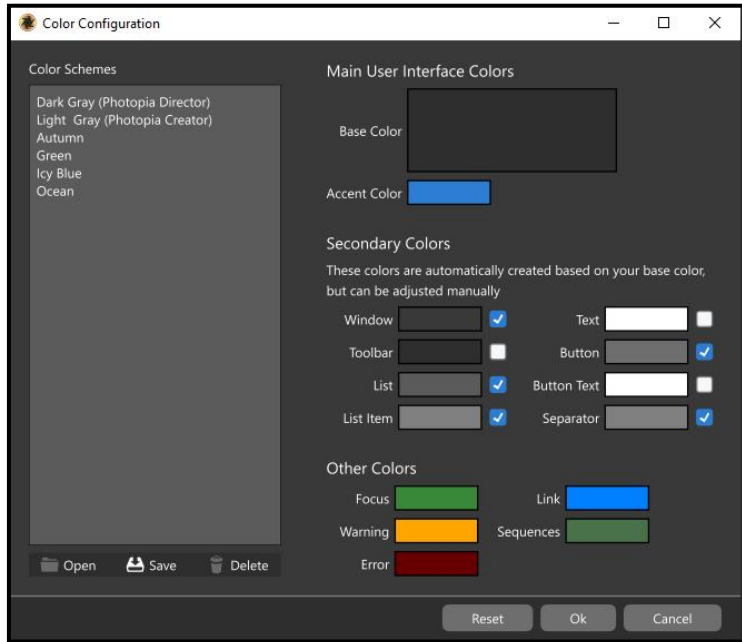 Color Configuration
Color Schemes
Dark Gray (Photopia Director)
Light  Gray (Photopia Creator)
Autumn
Green
Icy Blue
Ocean
Open
Save
Delete
Main User Interface Colors
Base Color
Accent Color
Secondary Colors
These colors are automatically created based on your base color,
but can be adjusted manually
Window
Text
Toolbar
Button
List
Button Text
List Item
Separator
Other Colors
Focus
Link
Warning
Sequences
Error
Reset
Ok
Cancel